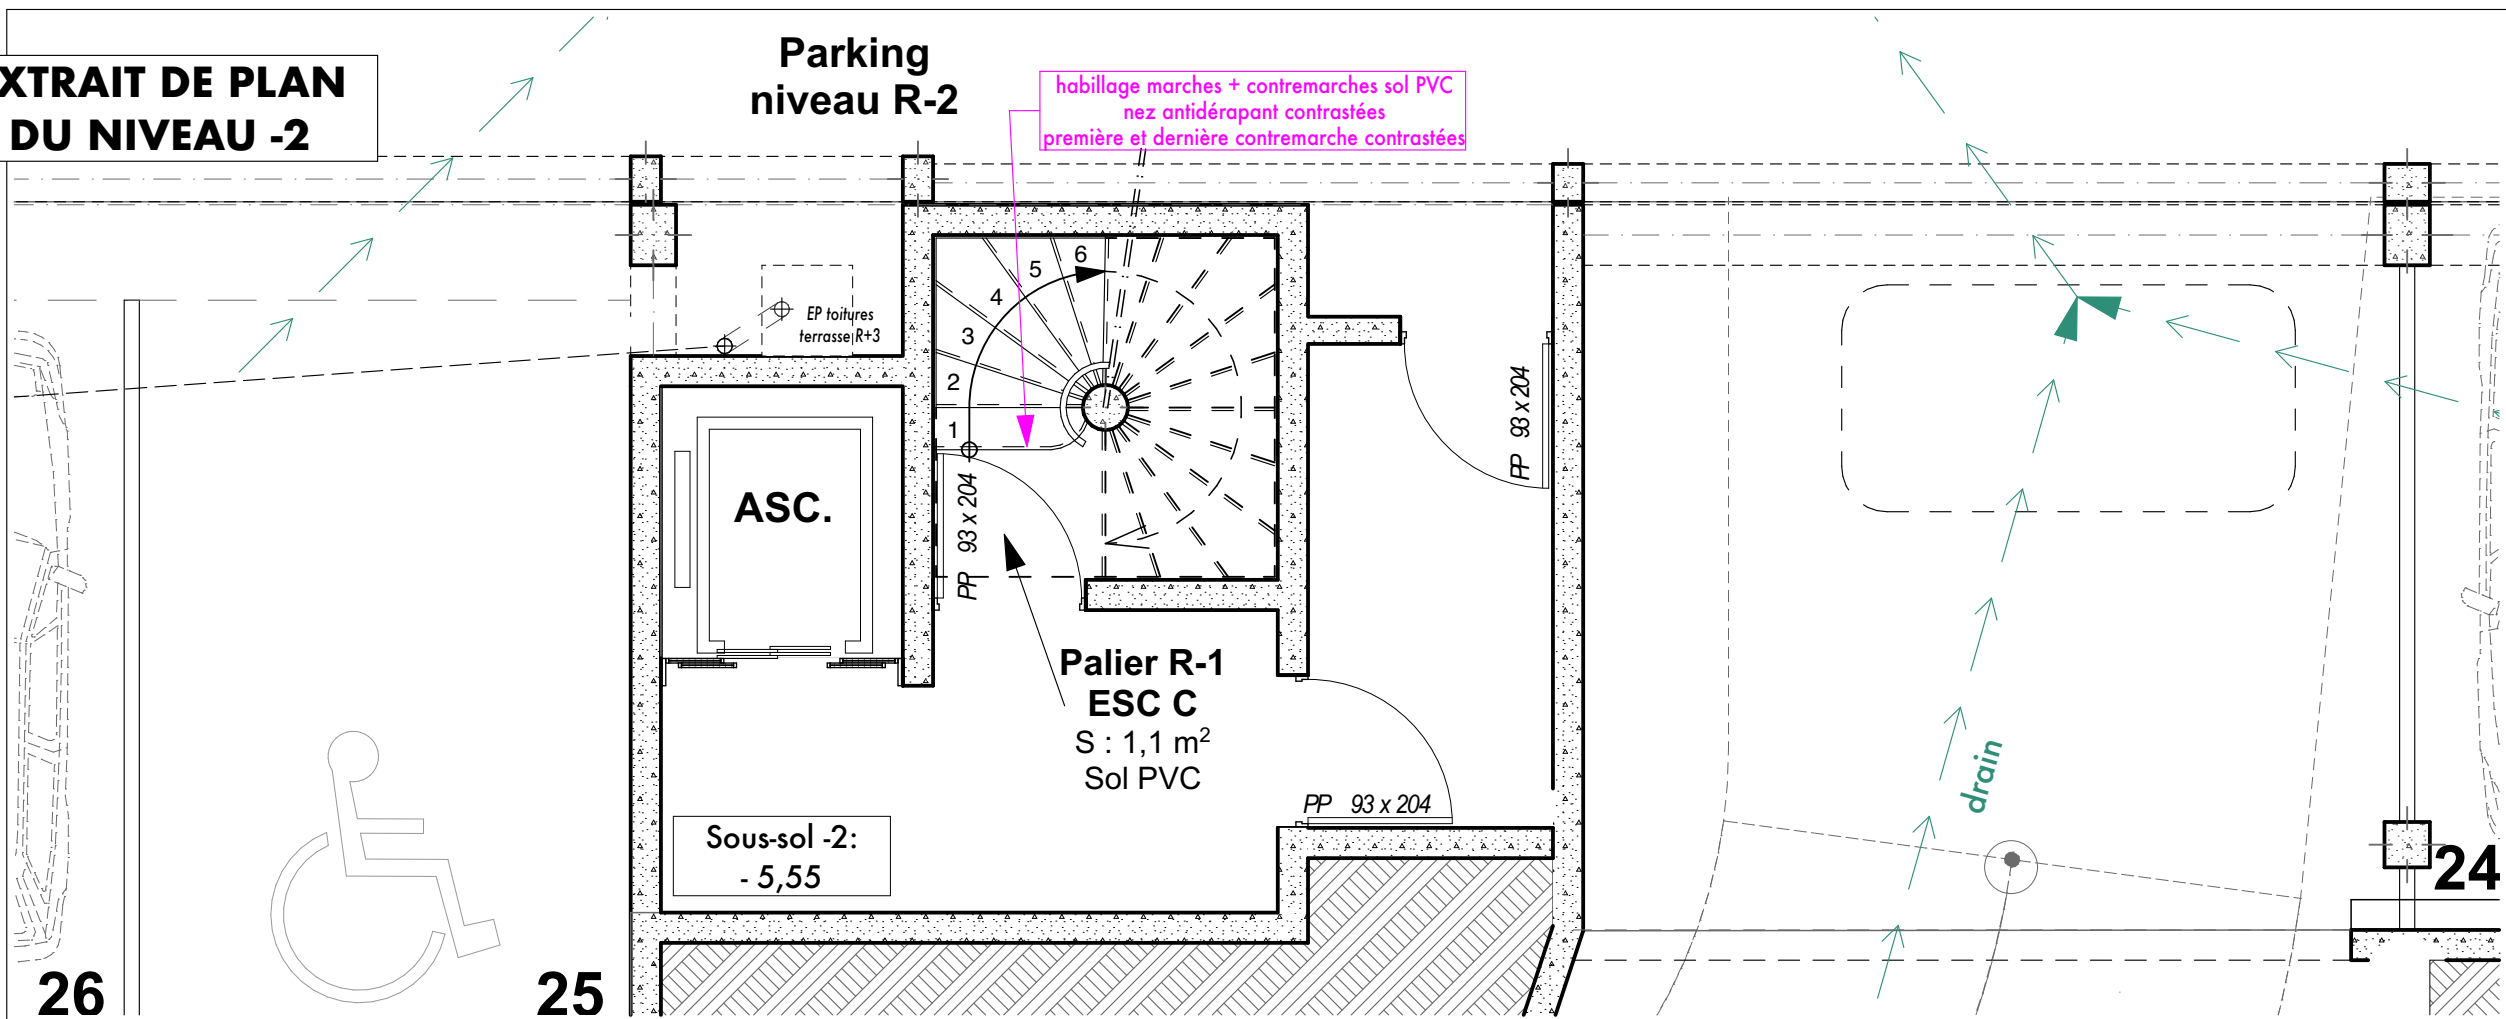 XTRAIT DE PLAN
DU NIVEAU -2
Parking
niveau R-2
habillage marches + contremarches sol PVC
nez antidérapant contrastées
première et dernière contremarche contrastées
EP toitures
terrasse R+3
6
5
4
3
2
1
PP 93 x 204
PP 93 x 204
ASC.
Palier R-1
ESC C
S : 1,1 m²
Sol PVC
PP 93 x 204
Sous-sol -2:
- 5,55
drain
24
26
25